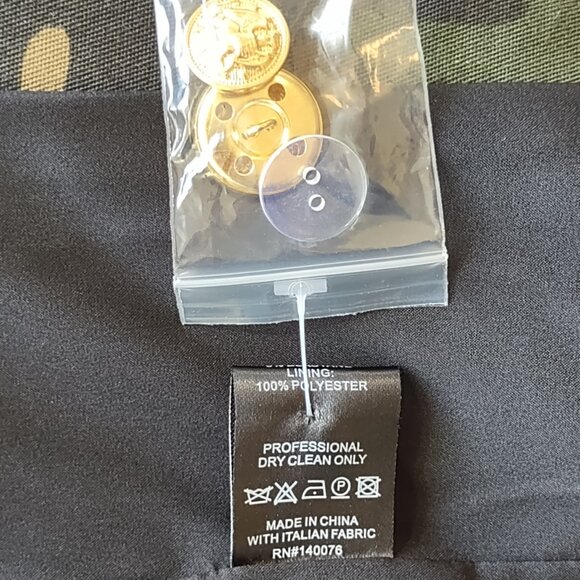 LINING:
100% POLYESTER
PROFESSIONAL
DRY CLEAN ONLY
P
MADE IN CHINA
WITH ITALIAN FABRIC
RN#140076